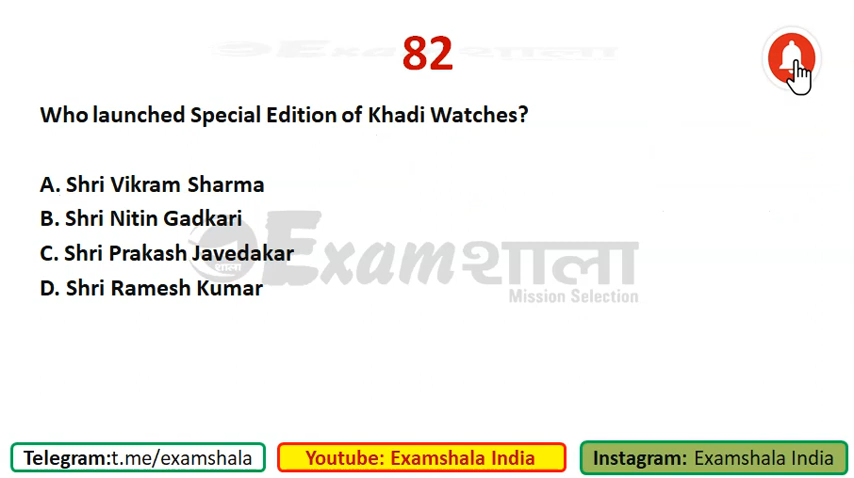 82
Who launched Special Edition of Khadi Watches?
A. Shri Vikram Sharma
B. Shri Nitin Gadkari
C. Shri Prakash Javedakar
D. Shri Ramesh Kumar
शाला Examशाला
Mission Selection
Telegram:t.me/examshala
Youtube: Examshala India
Instagram: Examshala India